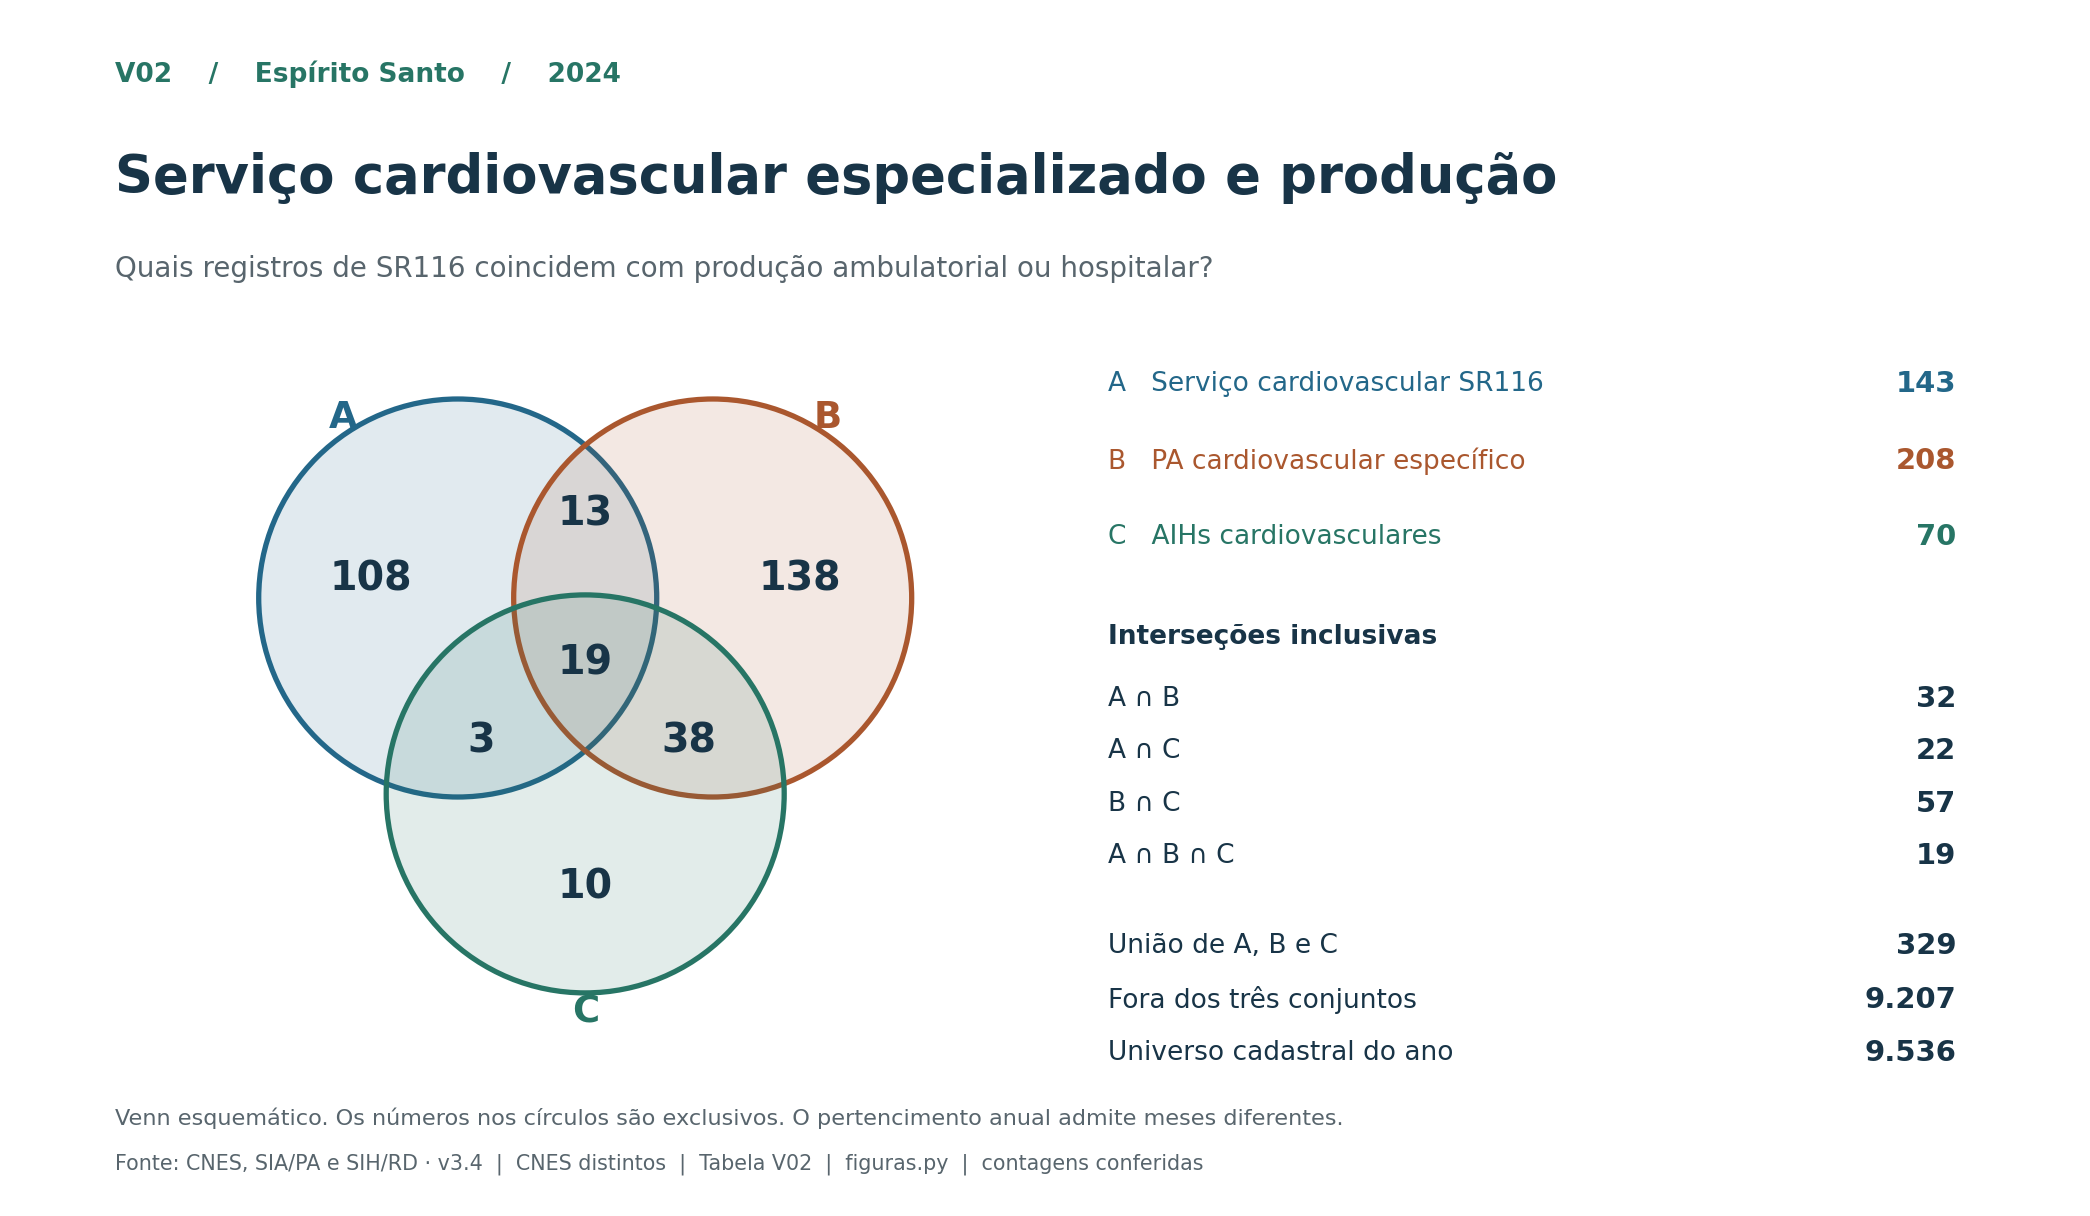 V02 / Espírito Santo / 2024
Serviço cardiovascular especializado e produção
Quais registros de SR116 coincidem com produção ambulatorial ou hospitalar?
A
B
13
108
138
19
3
38
10
C
A Serviço cardiovascular SR116 143
B PA cardiovascular específico 208
C AIHs cardiovasculares 70
Interseções inclusivas
A ∩ B 32
A ∩ C 22
B ∩ C 57
A ∩ B ∩ C 19
União de A, B e C 329
Fora dos três conjuntos 9.207
Universo cadastral do ano 9.536
Venn esquemático. Os números nos círculos são exclusivos. O pertencimento anual admite meses diferentes.
Fonte: CNES, SIA/PA e SIH/RD · v3.4 | CNES distintos | Tabela V02 | figuras.py | contagens conferidas